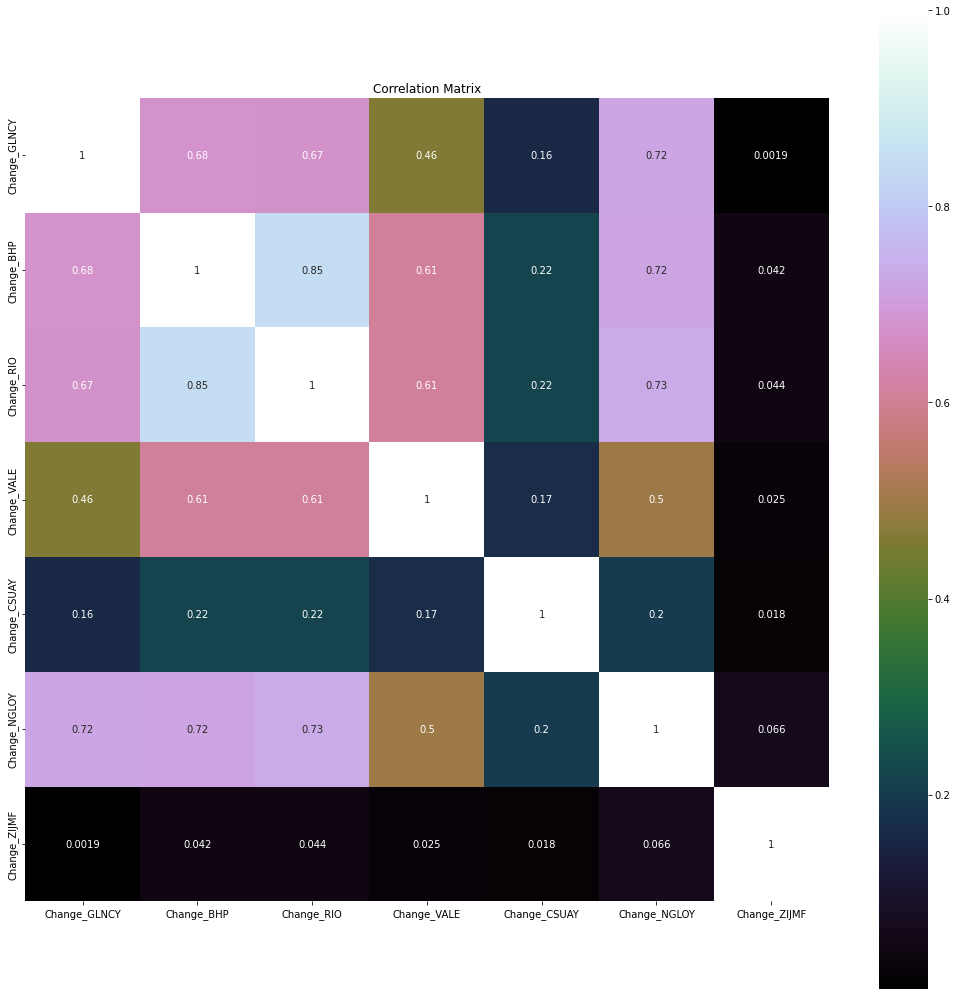 Correlation Matrix
1.0
0.8
0.6
0.4
0.2
Change_GLNCY 1 0.68 0.67 0.46 0.16 0.72 0.0019
Change_BHP 0.68 1 0.85 0.61 0.22 0.72 0.042
Change_RIO 0.67 0.85 1 0.61 0.22 0.73 0.044
Change_VALE 0.46 0.61 0.61 1 0.17 0.5 0.025
Change_CSUAY 0.16 0.22 0.22 0.17 1 0.2 0.018
Change_NGLOY 0.72 0.72 0.73 0.5 0.2 1 0.066
Change_ZIJMF 0.0019 0.042 0.044 0.025 0.018 0.066 1
Change_GLNCY Change_BHP Change_RIO Change_VALE Change_CSUAY Change_NGLOY Change_ZIJMF